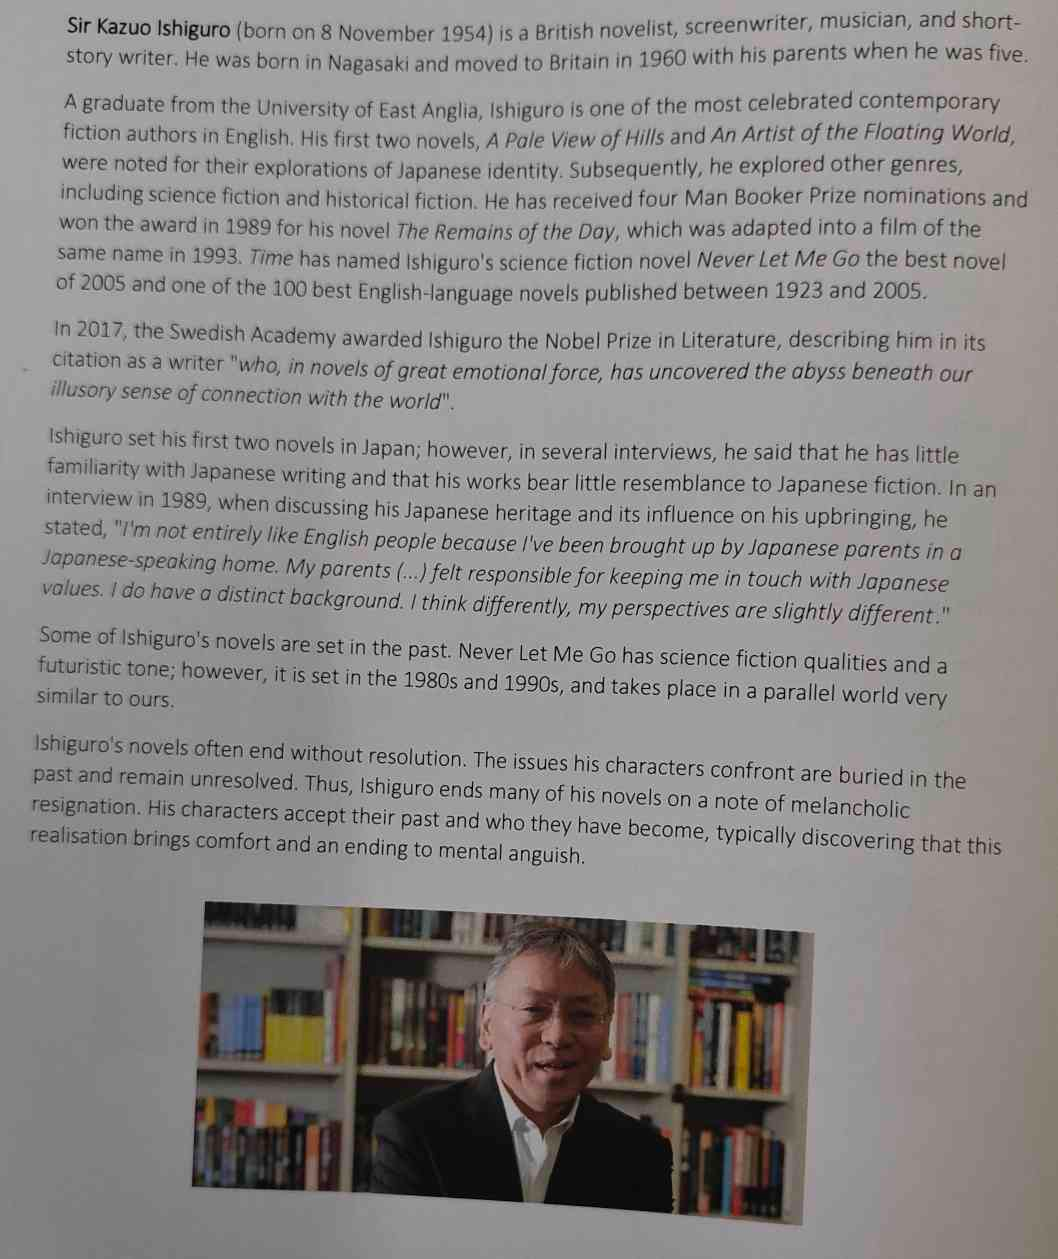 Sir Kazuo Ishiguro (born on 8 November 1954) is a British novelist, screenwriter, musician, and short-
story writer. He was born in Nagasaki and moved to Britain in 1960 with his parents when he was five.
A graduate from the University of East Anglia, Ishiguro is one of the most celebrated contemporary
fiction authors in English. His first two novels, A Pale View of Hills and An Artist of the Floating World,
were noted for their explorations of Japanese identity. Subsequently, he explored other genres,
including science fiction and historical fiction. He has received four Man Booker Prize nominations and
won the award in 1989 for his novel The Remains of the Day, which was adapted into a film of the
same name in 1993. Time has named Ishiguro's science fiction novel Never Let Me Go the best novel
of 2005 and one of the 100 best English-language novels published between 1923 and 2005.
In 2017, the Swedish Academy awarded Ishiguro the Nobel Prize in Literature, describing him in its
citation as a writer "who, in novels of great emotional force, has uncovered the abyss beneath our
illusory sense of connection with the world".
Ishiguro set his first two novels in Japan; however, in several interviews, he said that he has little
familiarity with Japanese writing and that his works bear little resemblance to Japanese fiction. In an
interview in 1989, when discussing his Japanese heritage and its influence on his upbringing, he
stated, "I'm not entirely like English people because I've been brought up by Japanese parents in a
Japanese-speaking home. My parents (...) felt responsible for keeping me in touch with Japanese
values. I do have a distinct background. I think differently, my perspectives are slightly different."
Some of Ishiguro's novels are set in the past. Never Let Me Go has science fiction qualities and a
futuristic tone; however, it is set in the 1980s and 1990s, and takes place in a parallel world very
similar to ours.
Ishiguro's novels often end without resolution. The issues his characters confront are buried in the
past and remain unresolved. Thus, Ishiguro ends many of his novels on a note of melancholic
resignation. His characters accept their past and who they have become, typically discovering that this
realisation brings comfort and an ending to mental anguish.